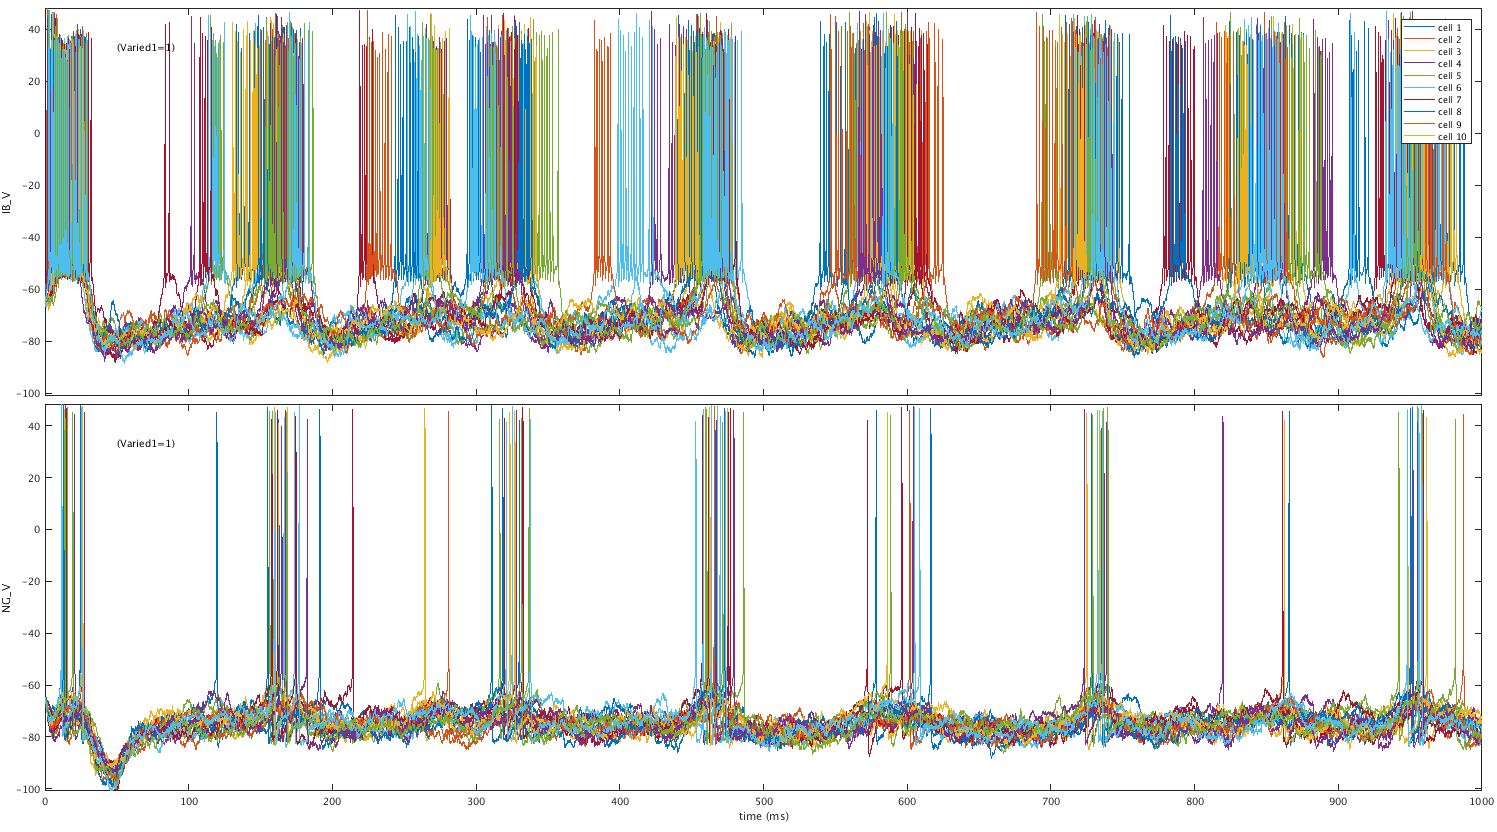 40
20
0
−20
−40
−60
−80
−100
IB_V
(Varied1=1)
cell 1
cell 2
cell 3
cell 4
cell 5
cell 6
cell 7
cell 8
cell 9
cell 10
40
20
0
−20
−40
−60
−80
−100
NG_V
(Varied1=1)
0 100 200 300 400 500 600 700 800 900 1000
time (ms)